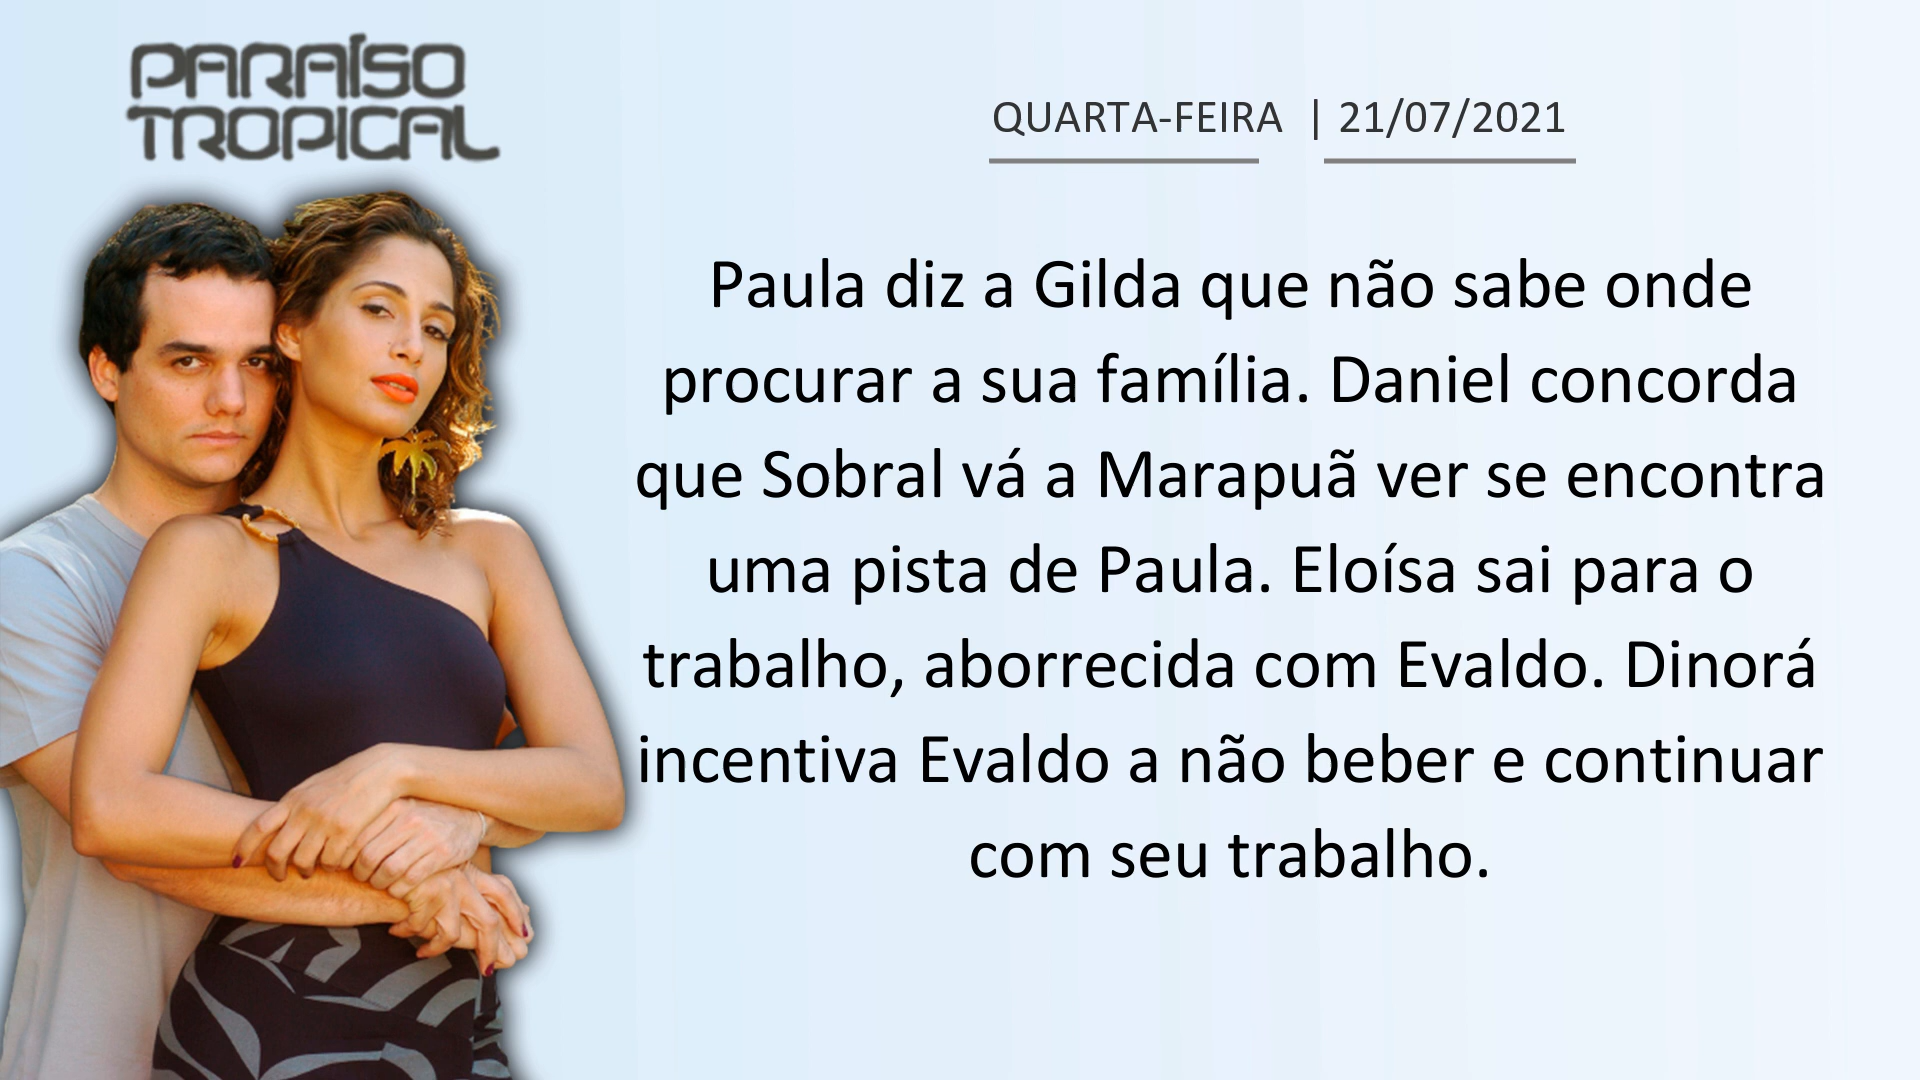 PARAÍSO
TROPICAL
QUARTA-FEIRA | 21/07/2021
Paula diz a Gilda que não sabe onde
procurar a sua família. Daniel concorda
que Sobral vá a Marapuã ver se encontra
uma pista de Paula. Eloísa sai para o
trabalho, aborrecida com Evaldo. Dinorá
incentiva Evaldo a não beber e continuar
com seu trabalho.